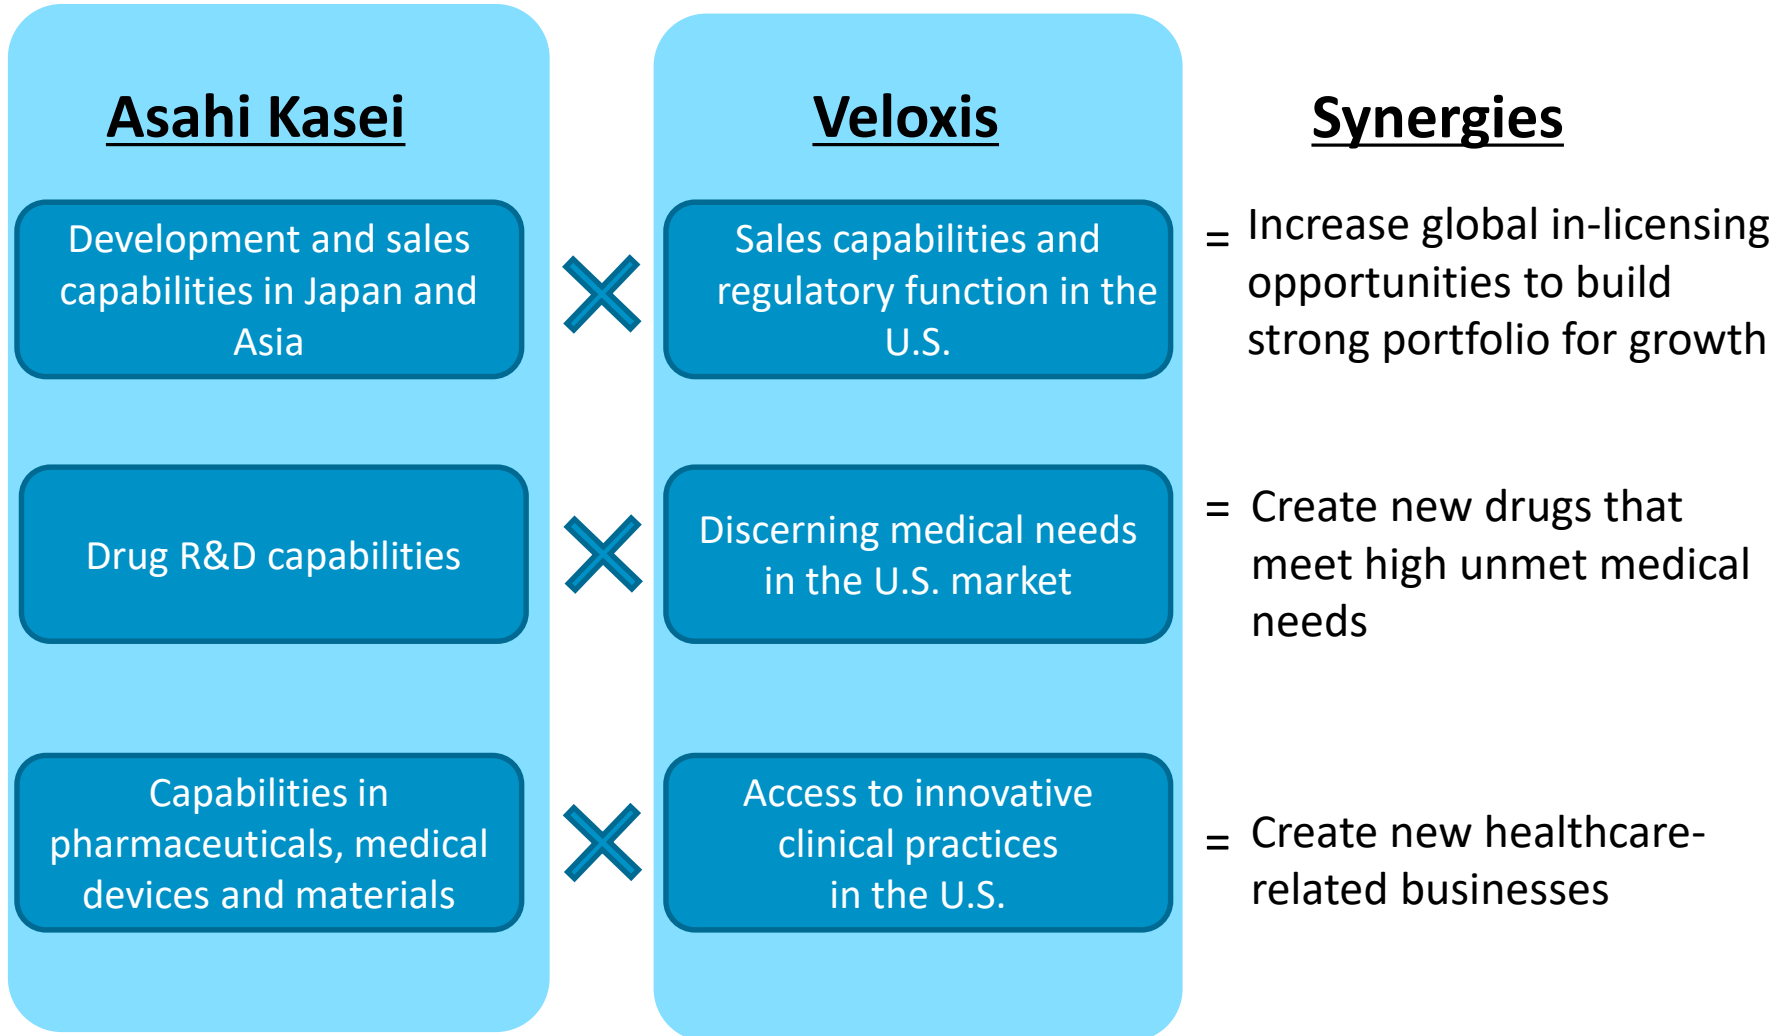 Asahi Kasei
Veloxis
Synergies
Development and sales
capabilities in Japan and
Asia
Sales capabilities and
regulatory function in the
U.S.
= Increase global in-licensing
opportunities to build
strong portfolio for growth
Drug R&D capabilities
Discerning medical needs
in the U.S. market
= Create new drugs that
meet high unmet medical
needs
Capabilities in
pharmaceuticals, medical
devices and materials
Access to innovative
clinical practices
in the U.S.
= Create new healthcare-
related businesses